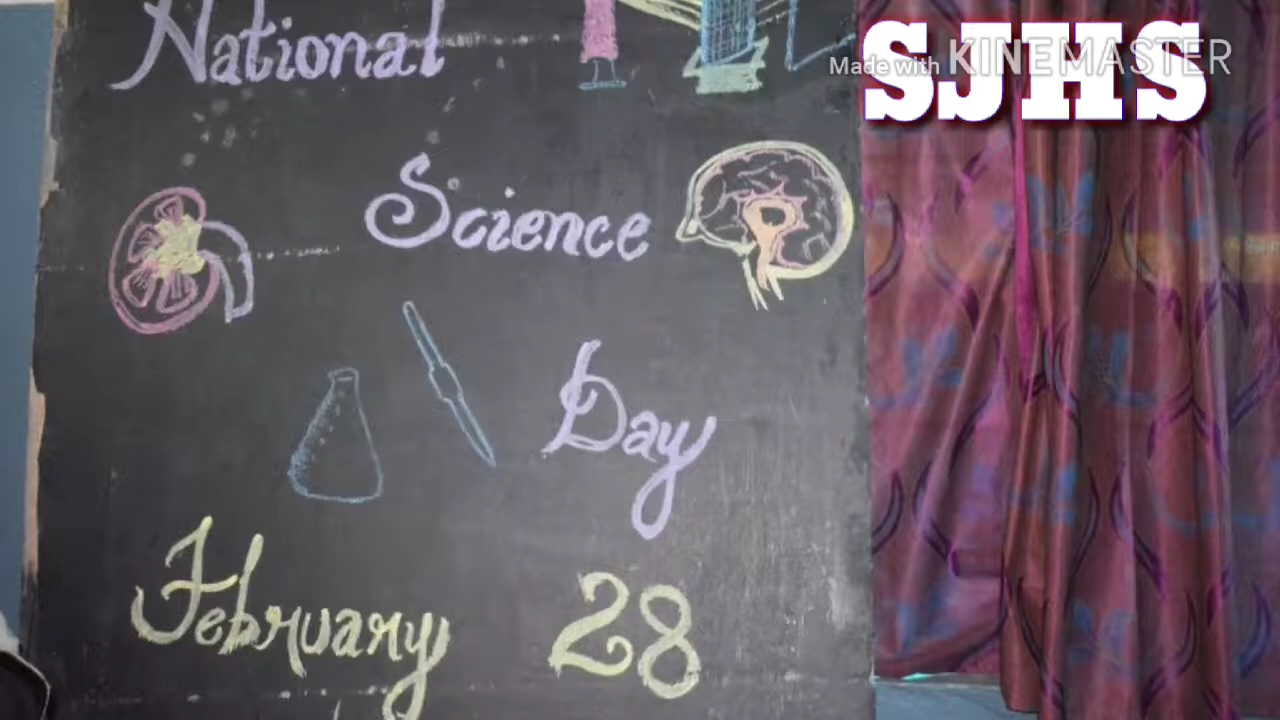 National
SJHS
Made with KINEMASTER
Science
Day
February 28